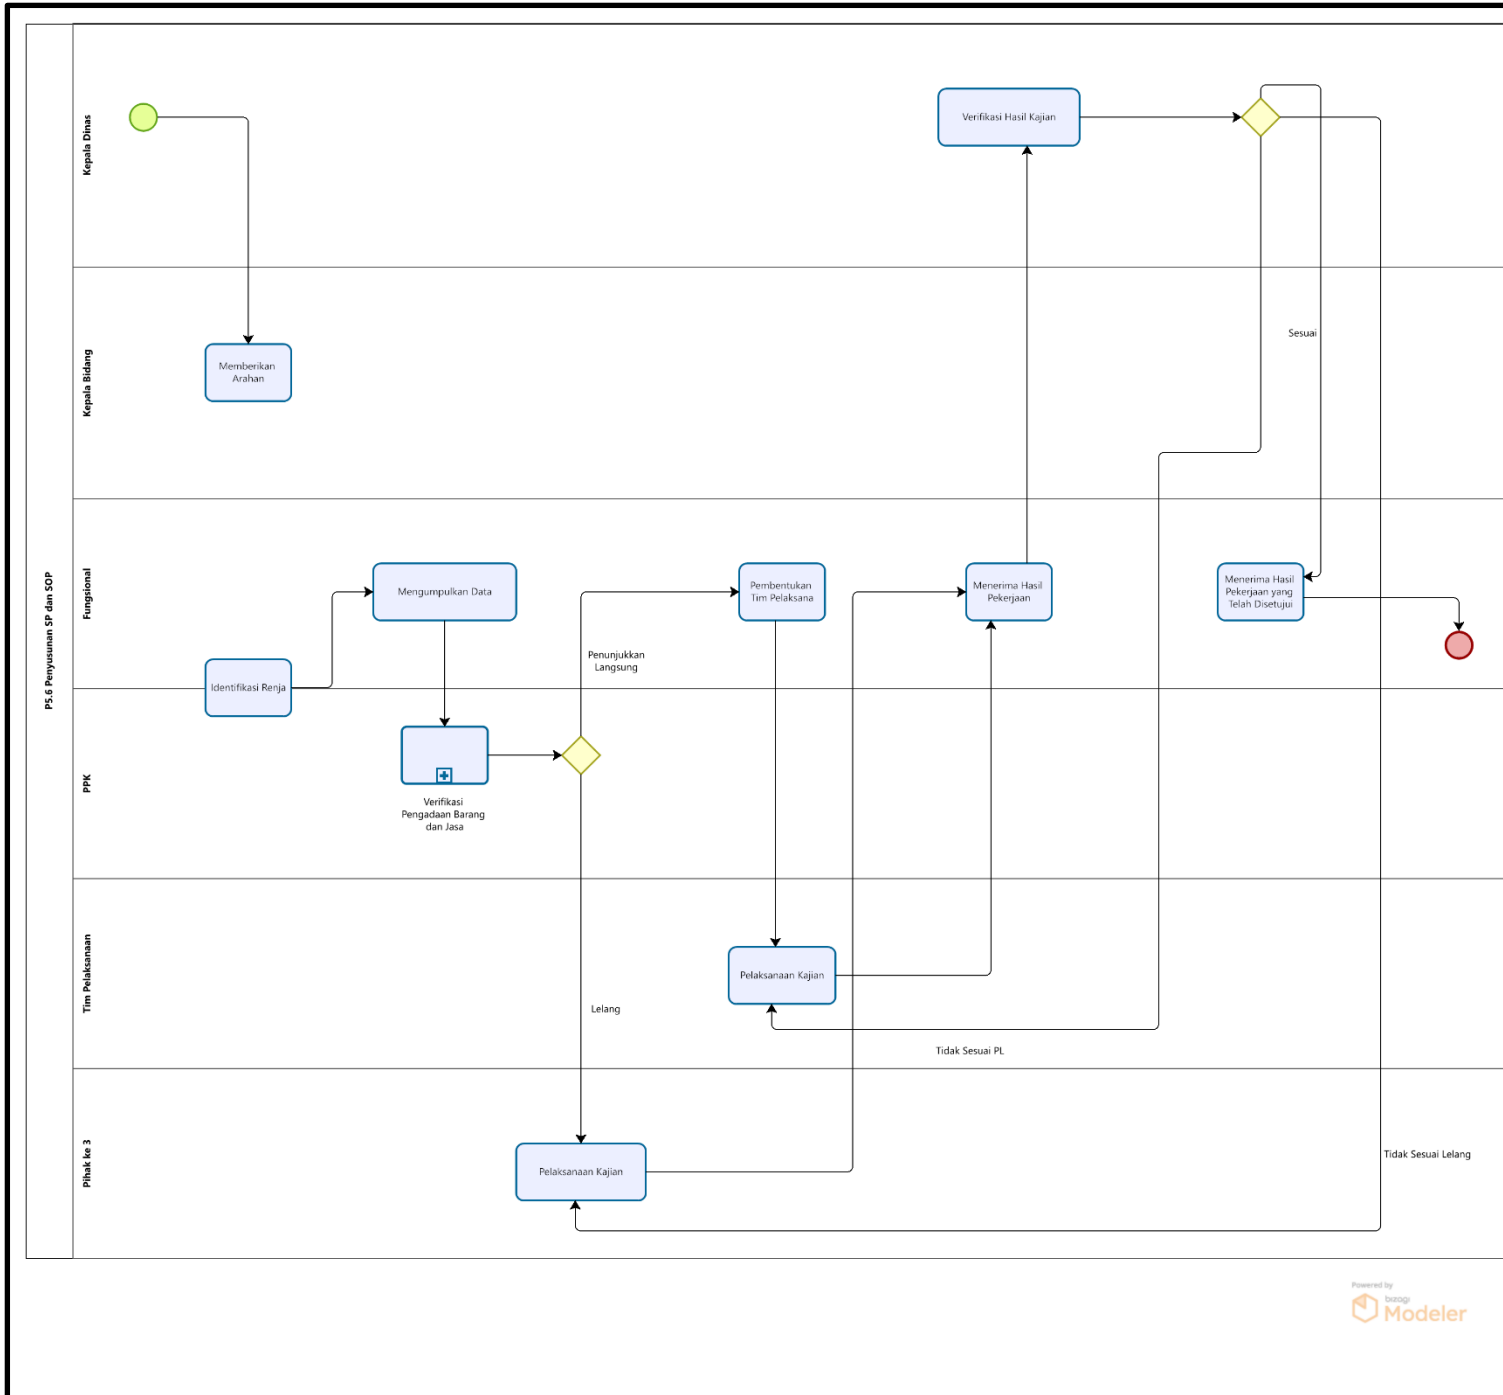 P5.6 Penyusunan SP dan SOP
Kepala Dinas
Verifikasi Hasil Kajian
Kepala Bidang
Memberikan
Arahan
Sesuai
Fungsional
Mengumpulkan Data
Pembentukan
Tim Pelaksana
Menerima Hasil
Pekerjaan
Menerima Hasil
Pekerjaan yang
Telah Disetujui
Penunjukkan
Langsung
Identifikasi Renja
PPK
Verifikasi
Pengadaan Barang
dan Jasa
Tim Pelaksanaan
Pelaksanaan Kajian
Lelang
Tidak Sesuai PL
Pihak ke 3
Pelaksanaan Kajian
Tidak Sesuai Lelang
Powered by
bizagi
Modeler